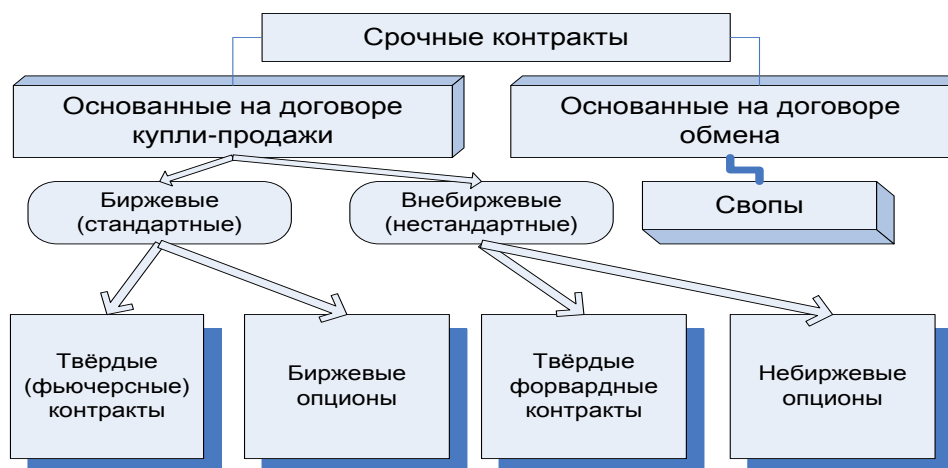 Срочные контракты
Основанные на договоре
купли-продажи
Основанные на договоре
обмена
Биржевые
(стандартные)
Внебиржевые
(нестандартные)
Свопы
Твёрдые
(фьючерсные)
контракты
Биржевые
опционы
Твёрдые
форвардные
контракты
Небиржевые
опционы